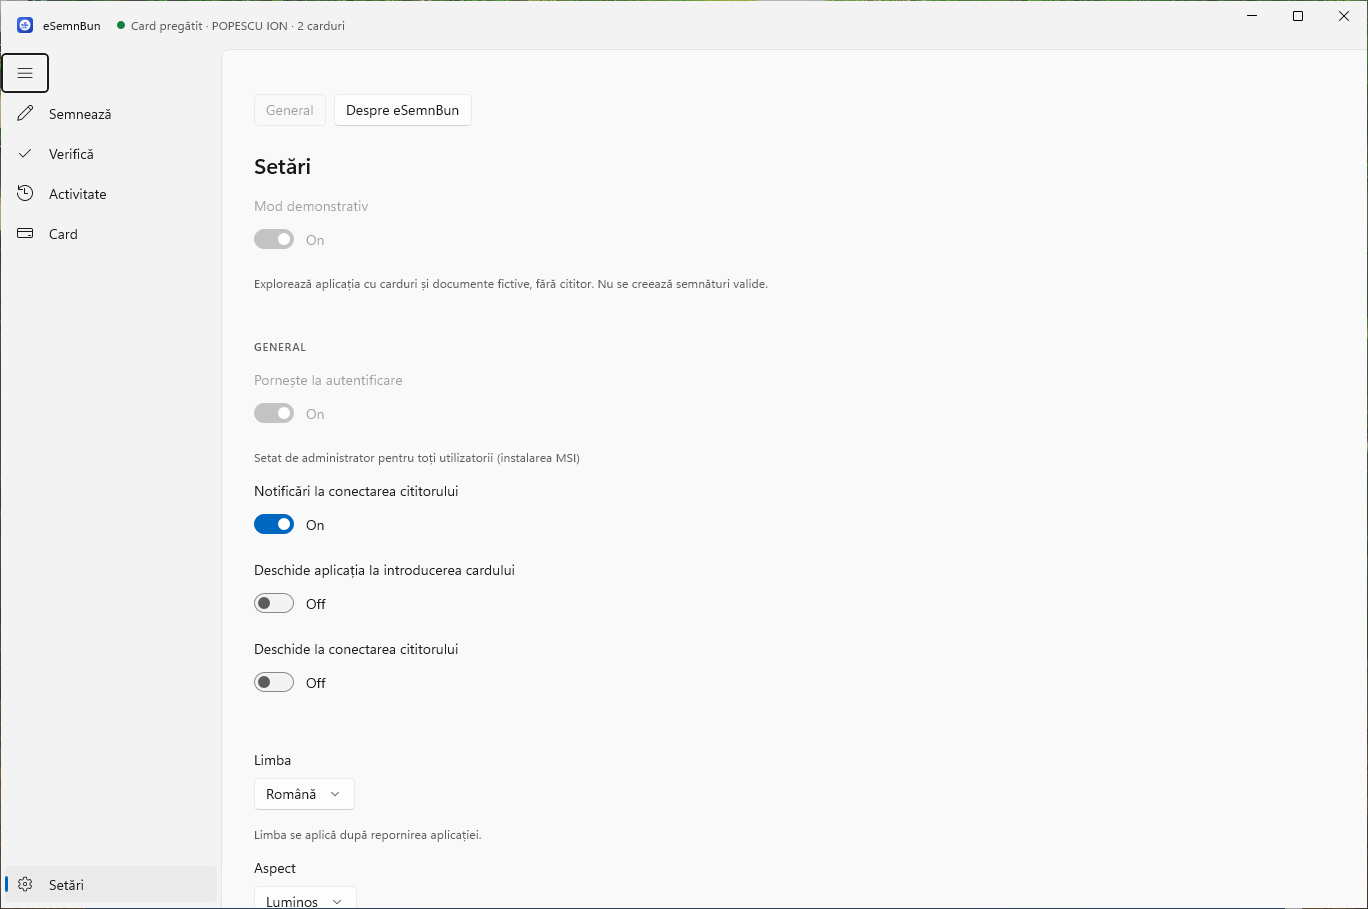 eSemnBun
Card pregătit · POPESCU ION · 2 carduri
Semnează
Verifică
Activitate
Card
Setări
General
Despre eSemnBun
Setări
Mod demonstrativ
On
Explorează aplicația cu carduri și documente fictive, fără cititor. Nu se creează semnături valide.
GENERAL
Pornește la autentificare
On
Setat de administrator pentru toți utilizatorii (instalarea MSI)
Notificări la conectarea cititorului
On
Deschide aplicația la introducerea cardului
Off
Deschide la conectarea cititorului
Off
Limba
Română
Limba se aplică după repornirea aplicației.
Aspect
Luminos